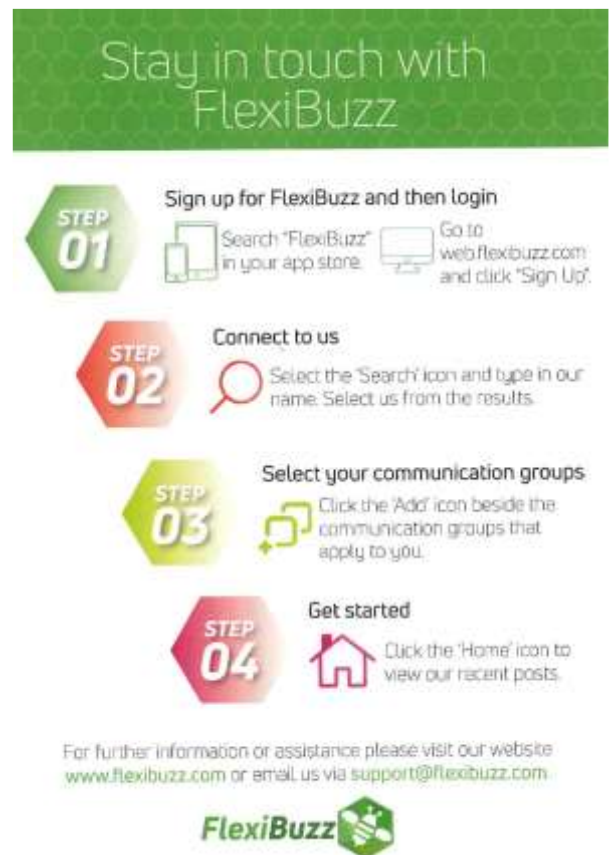 Stay in touch with
FlexiBuzz
STEP
01
Sign up for FlexiBuzz and then login
Search "FlexiBuzz"
in your app store.
Go to
web.flexibuzz.com
and click "Sign Up".
STEP
02
Connect to us
Select the 'Search' icon and type in our
name. Select us from the results.
STEP
03
Select your communication groups
Click the 'Add' icon beside the
communication groups that
apply to you.
STEP
04
Get started
Click the 'Home' icon to
view our recent posts.
For further information or assistance please visit our website
www.flexibuzz.com or email us via support@flexibuzz.com
FlexiBuzz